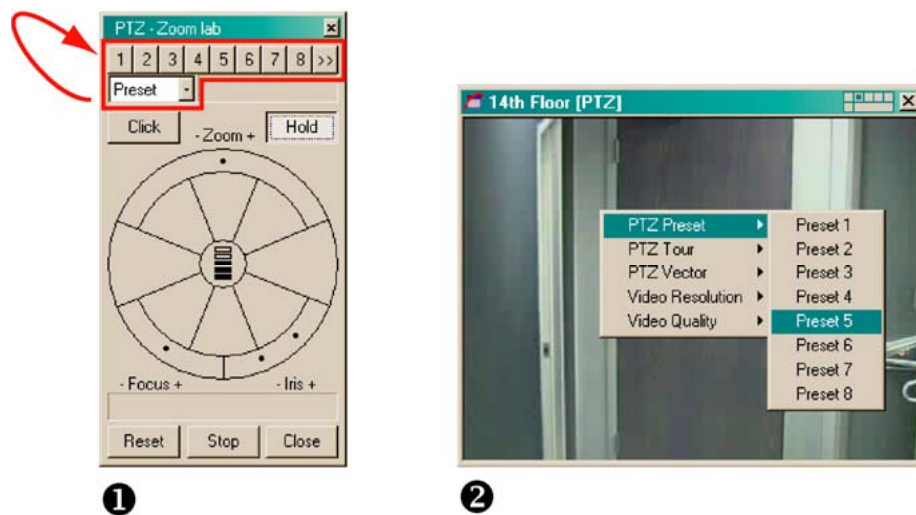 PTZ - Zoom lab
1 2 3 4 5 6 7 8 >>
Preset
Click
- Zoom +
Hold
- Focus +
- Iris +
Reset Stop Close
❶
14th Floor [PTZ]
PTZ Preset
PTZ Tour
PTZ Vector
Video Resolution
Video Quality
Preset 1
Preset 2
Preset 3
Preset 4
Preset 5
Preset 6
Preset 7
Preset 8
❷